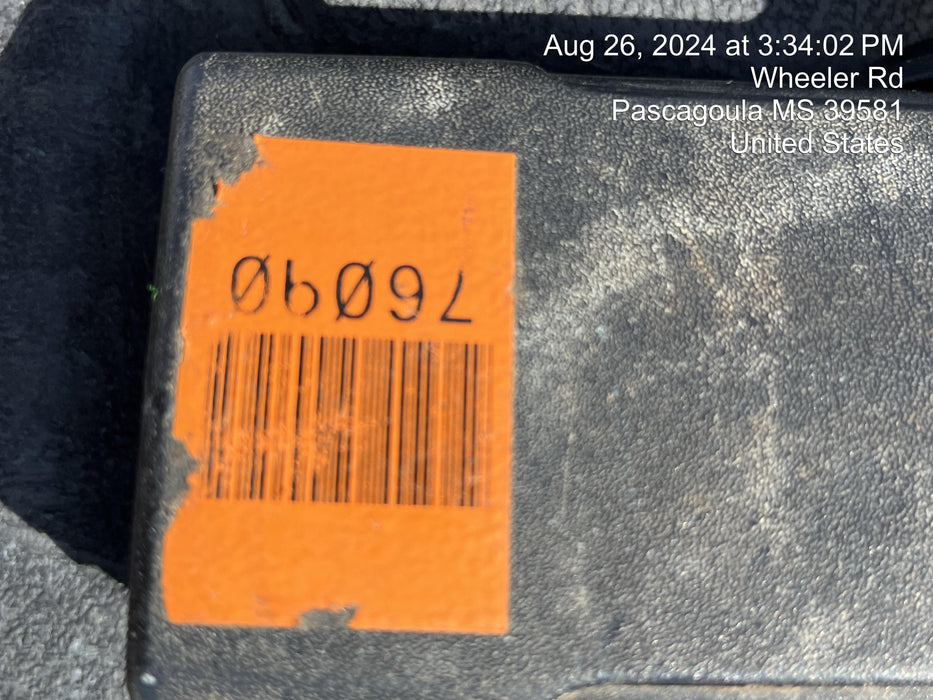 Aug 26, 2024 at 3:34:02 PM
Wheeler Rd
Pascagoula MS 39581
United States
76090